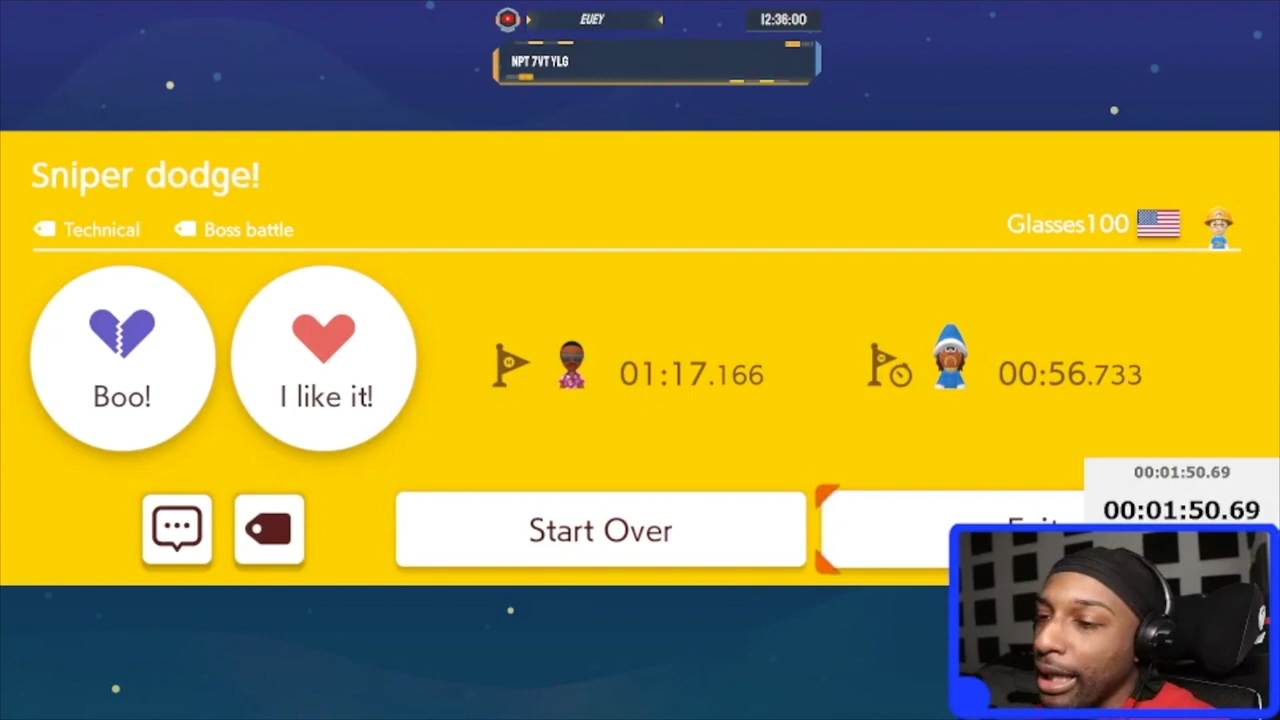 EUEY
12:36:00
NPT 7VT YLG
Sniper dodge!
Technical
Boss battle
Glasses100
Boo!
I like it!
01:17.166
00:56.733
00:01:50.69
00:01:50.69
Start Over